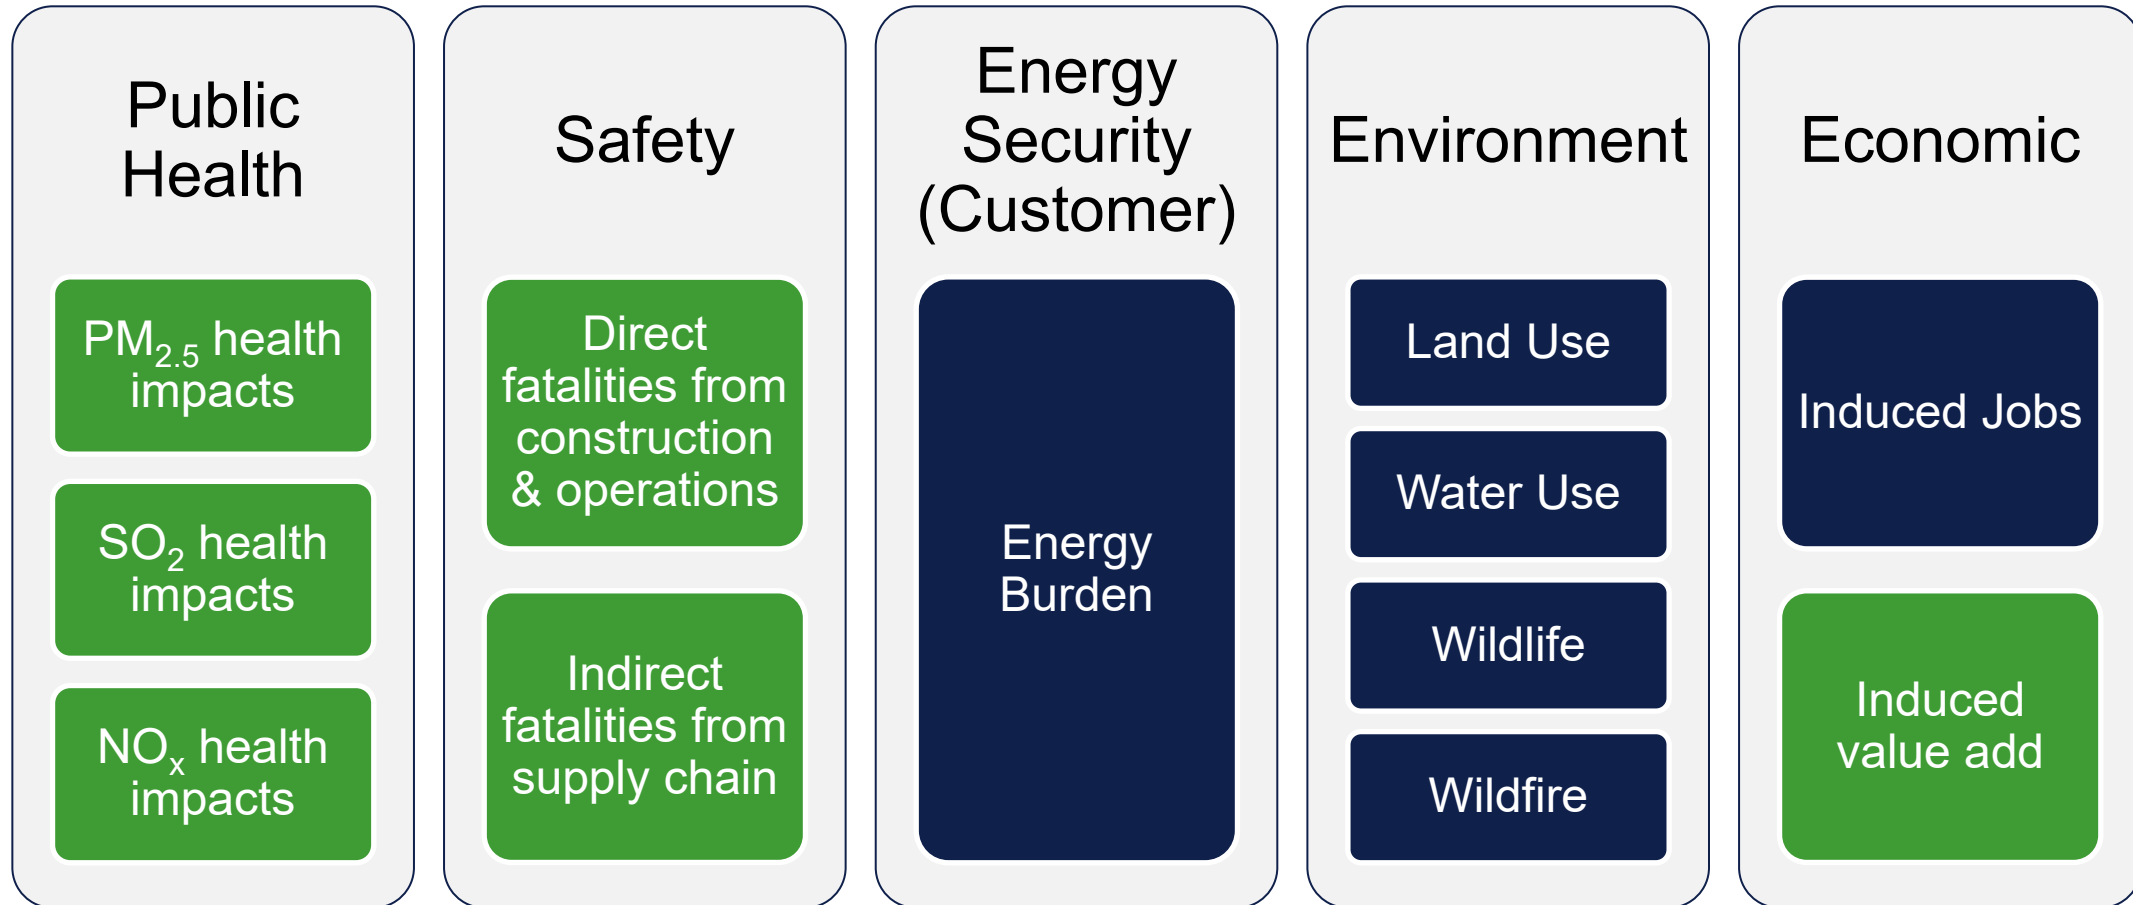 Public
Health
PM₂.₅ health
impacts
SO₂ health
impacts
NOₓ health
impacts
Safety
Direct
fatalities from
construction
& operations
Indirect
fatalities from
supply chain
Energy
Security
(Customer)
Energy
Burden
Environment
Land Use
Water Use
Wildlife
Wildfire
Economic
Induced Jobs
Induced
value add